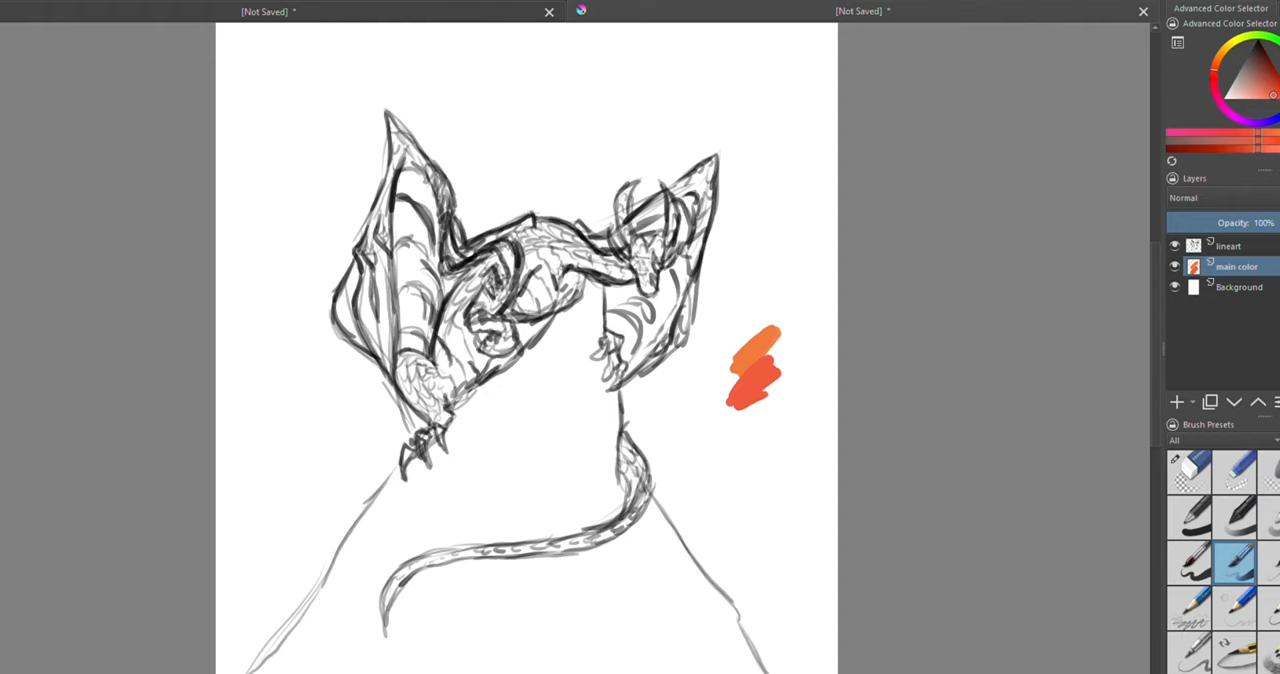 [Not Saved] *
[Not Saved] *
Advanced Color Selector
Advanced Color Selector
Layers
Normal
Opacity: 100%
lineart
main color
Background
Brush Presets
All